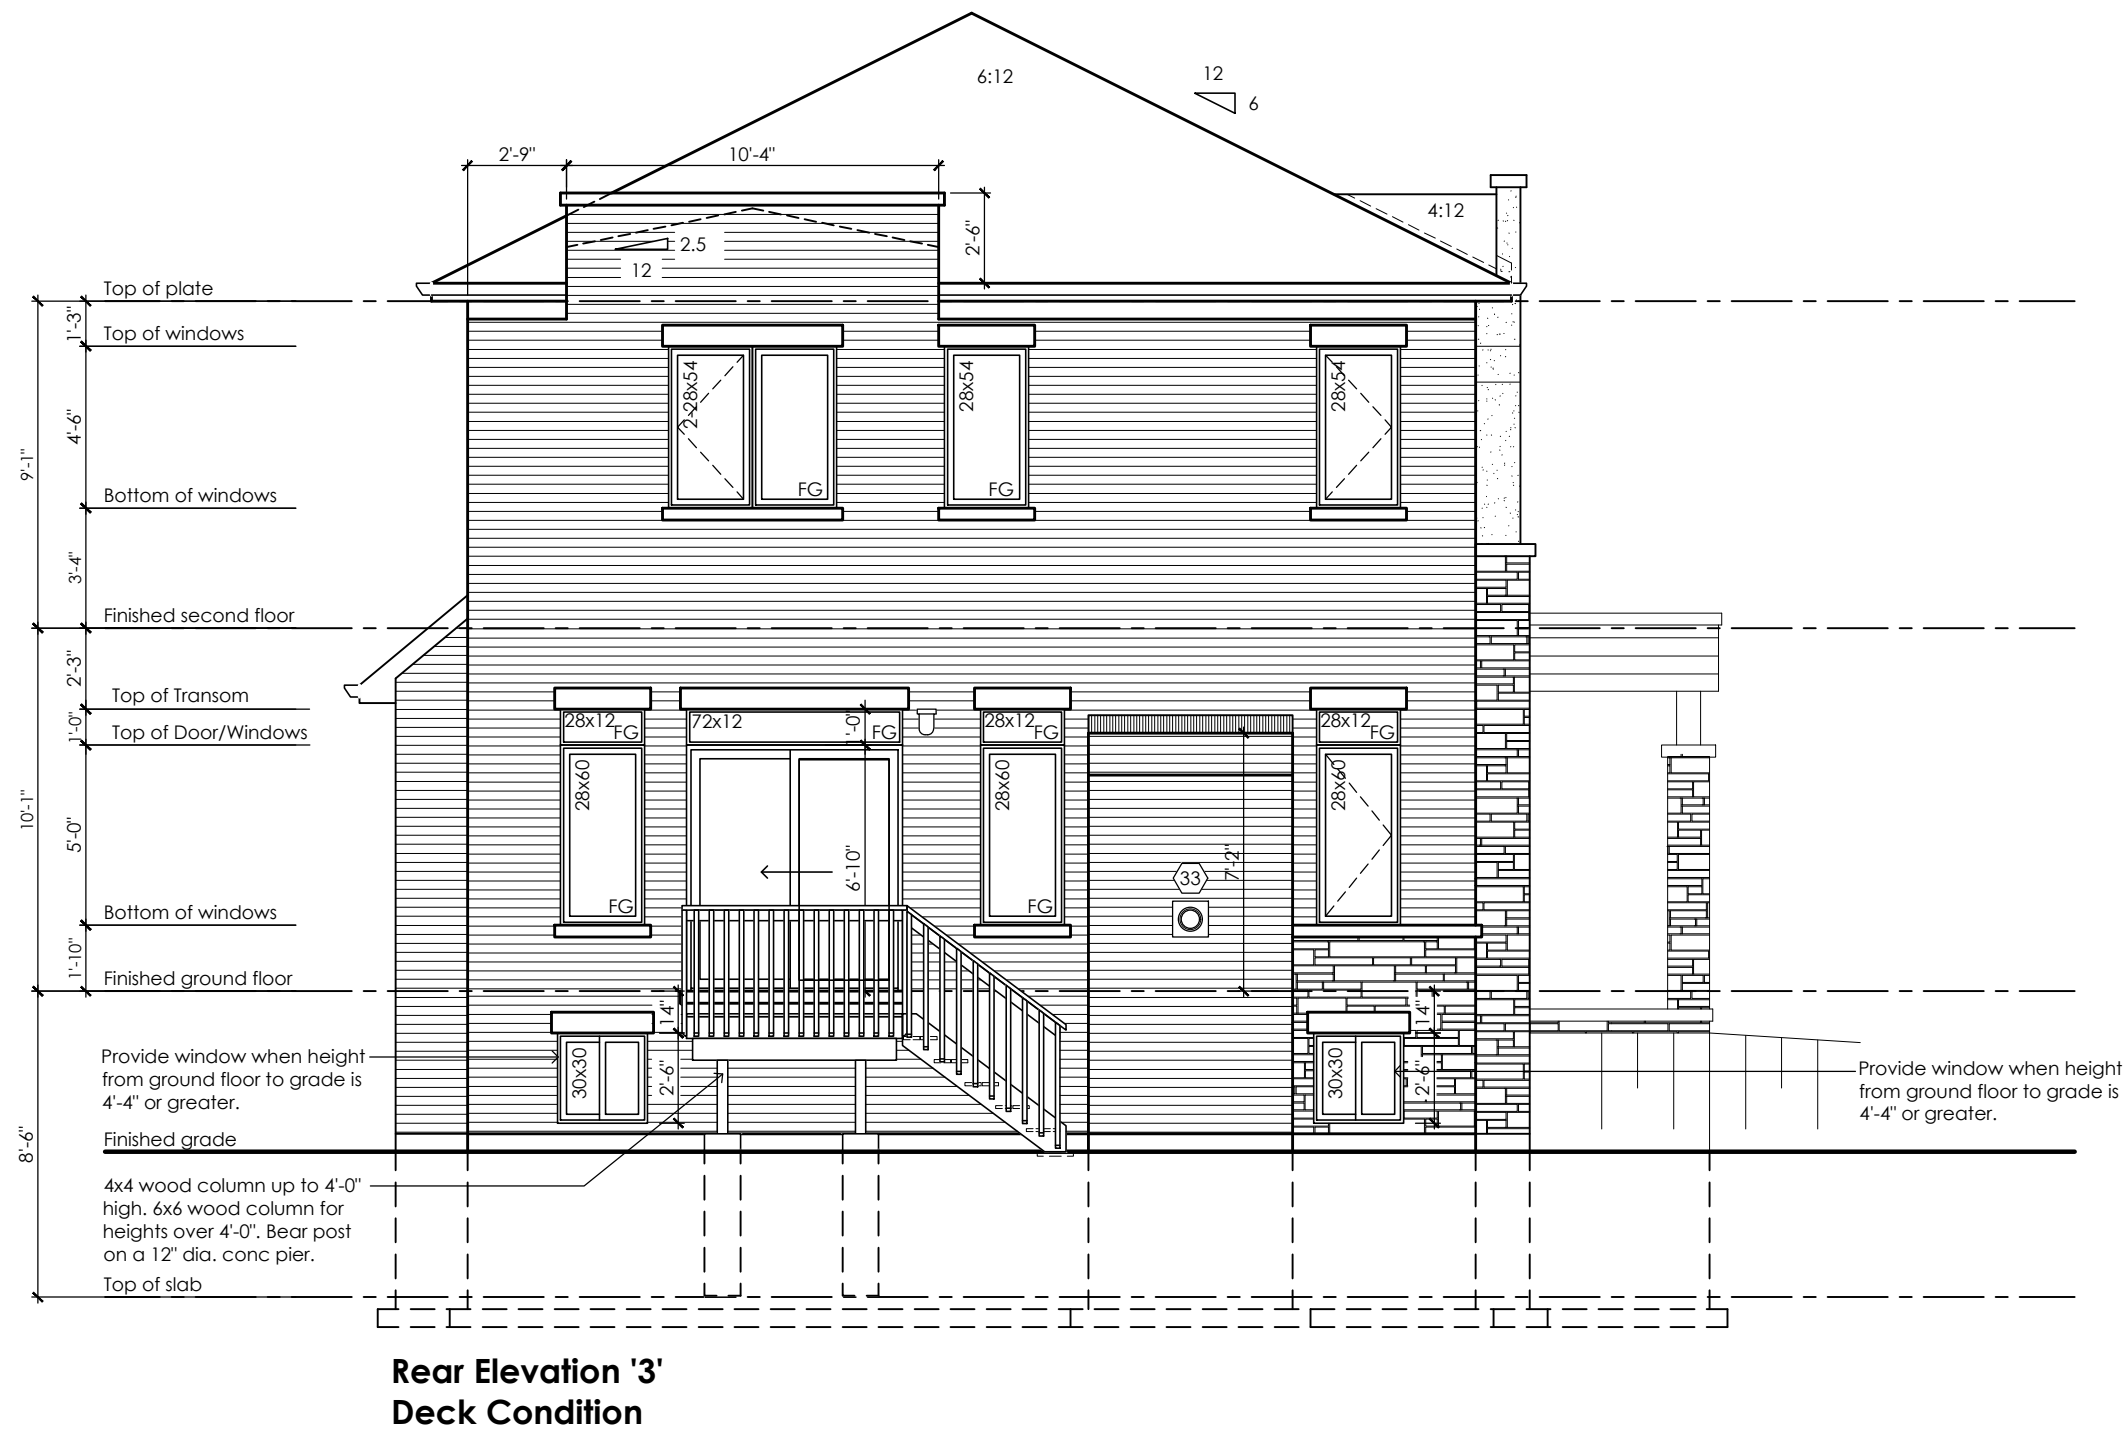 6:12
12
6
2'-9"
10'-4"
2'-6"
4:12
2.5
12
Top of plate
1'-3"
Top of windows
4'-6"
9'-1"
2-28x54
28x54
28x54
FG
FG
Bottom of windows
3'-4"
Finished second floor
2'-3"
Top of Transom
1'-0"
Top of Door/Windows
28x12
FG
72x12
1'-0"
FG
28x12
FG
28x12
FG
10'-1"
5'-0"
28x60
28x60
28x60
6'-10"
7'-2"
33
FG
FG
Bottom of windows
1'-10"
Finished ground floor
14"
14"
Provide window when height
from ground floor to grade is
4'-4" or greater.
30x30
2'-6"
30x30
2'-6"
Provide window when height
from ground floor to grade is
4'-4" or greater.
Finished grade
8'-6"
4x4 wood column up to 4'-0"
high. 6x6 wood column for
heights over 4'-0". Bear post
on a 12" dia. conc pier.
Top of slab
Rear Elevation '3'
Deck Condition